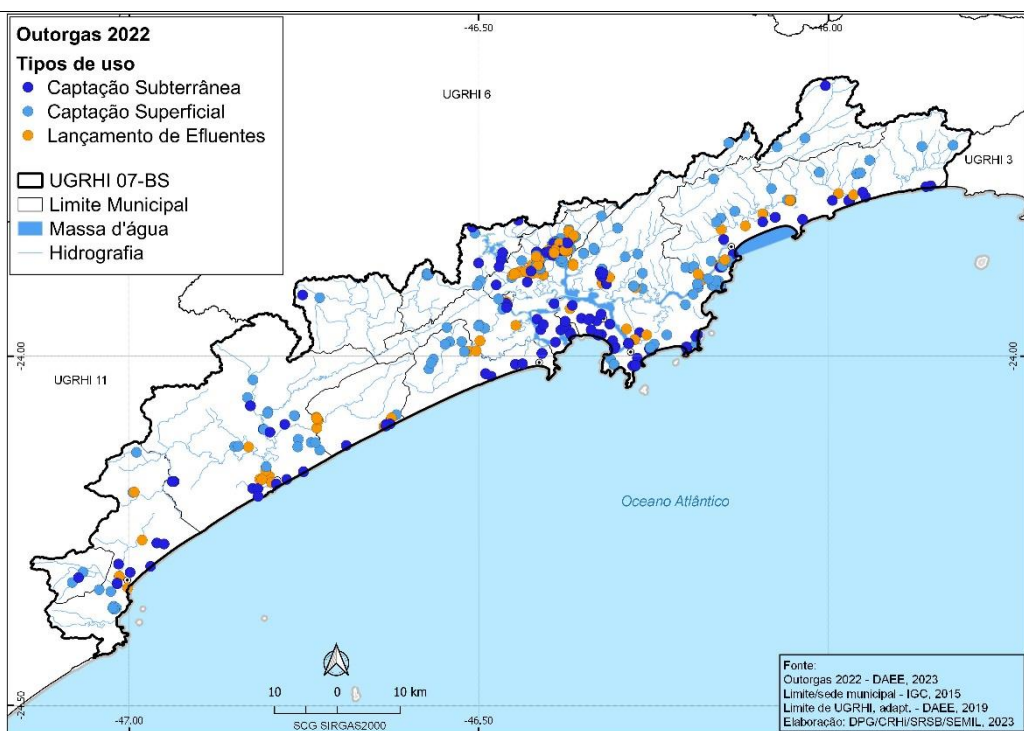 Outorgas 2022
Tipos de uso
Captação Subterrânea
Captação Superficial
Lançamento de Efluentes
UGRHI 07-BS
Limite Municipal
Massa d'água
Hidrografia
-46.50
-46.00
UGRHI 6
UGRHI 3
-24.00
-24.00
UGRHI 11
Oceano Atlântico
10 0 10 km
SCG SIRGAS2000
-24.50
-47.00
-46.50
Fonte:
Outorgas 2022 - DAEE, 2023
Limite/sede municipal - IGC, 2015
Limite de UGRHI, adapt. - DAEE, 2019
Elaboração: DPG/CRHi/SRSB/SEMIL, 2023